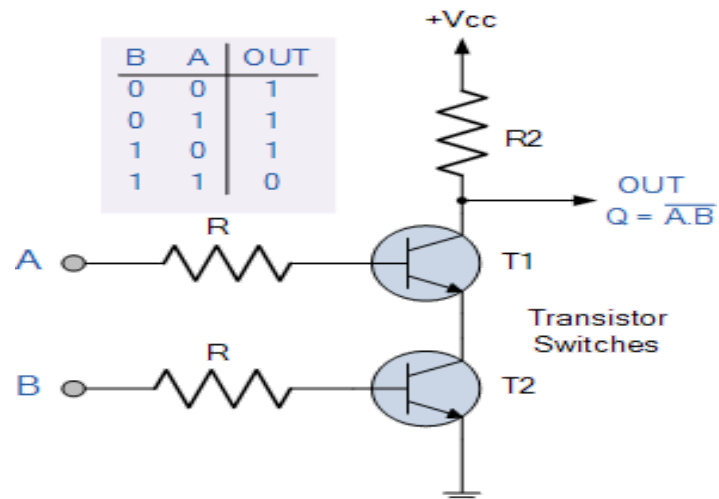 +Vcc
B A OUT
0 0 1
0 1 1
1 0 1
1 1 0
R2
OUT
Q = \overline{A.B}
R
A
T1
Transistor
Switches
R
B
T2